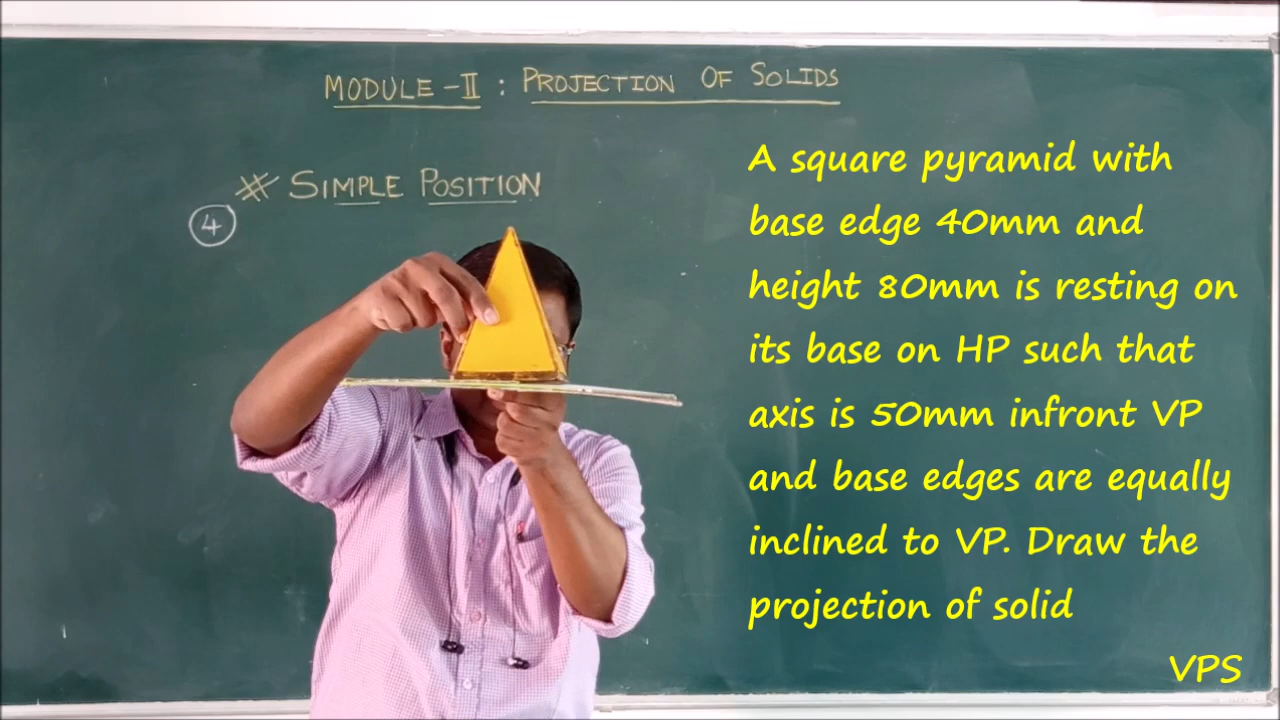 MODULE - II : PROJECTION OF SOLIDS
# SIMPLE POSITION
4
A square pyramid with
base edge 40mm and
height 80mm is resting on
its base on HP such that
axis is 50mm infront VP
and base edges are equally
inclined to VP. Draw the
projection of solid
VPS